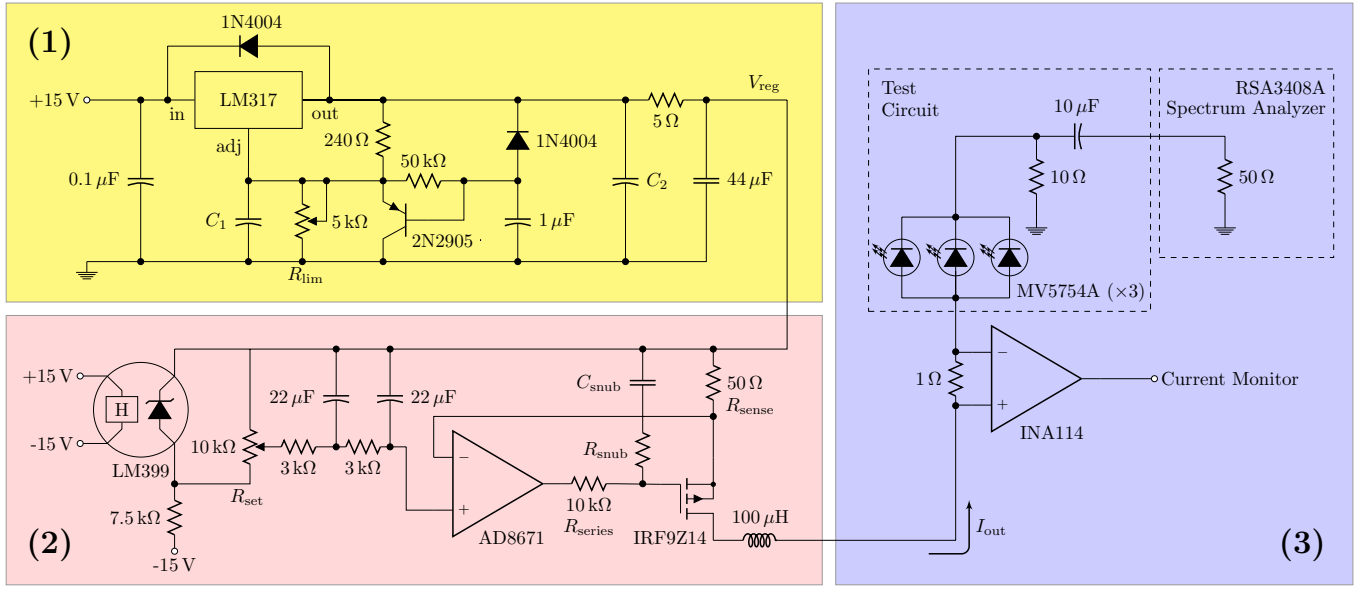 (1)
1N4004
+15 V
in
LM317
out
adj
240 Ω
50 kΩ
1N4004
V_reg
5 Ω
0.1 μF
C_1
5 kΩ
R_lim
2N2905
1 μF
C_2
44 μF
(2)
+15 V
-15 V
H
LM399
7.5 kΩ
-15 V
10 kΩ
R_set
22 μF
22 μF
3 kΩ
3 kΩ
−
+
AD8671
10 kΩ
R_series
C_snub
R_snub
50 Ω
R_sense
IRF9Z14
100 μH
(3)
Test
Circuit
RSA3408A
Spectrum Analyzer
10 μF
10 Ω
50 Ω
MV5754A (×3)
1 Ω
−
+
INA114
Current Monitor
I_out